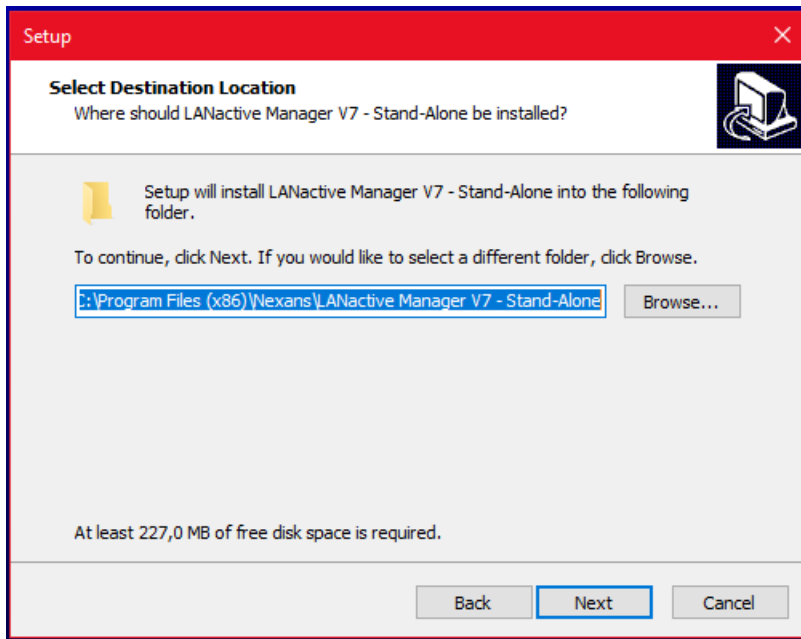 Setup
Select Destination Location
Where should LANactive Manager V7 - Stand-Alone be installed?
Setup will install LANactive Manager V7 - Stand-Alone into the following
folder.
To continue, click Next. If you would like to select a different folder, click Browse.
C:\Program Files (x86)\Nexans\LANactive Manager V7 - Stand-Alone
Browse...
At least 227,0 MB of free disk space is required.
Back
Next
Cancel